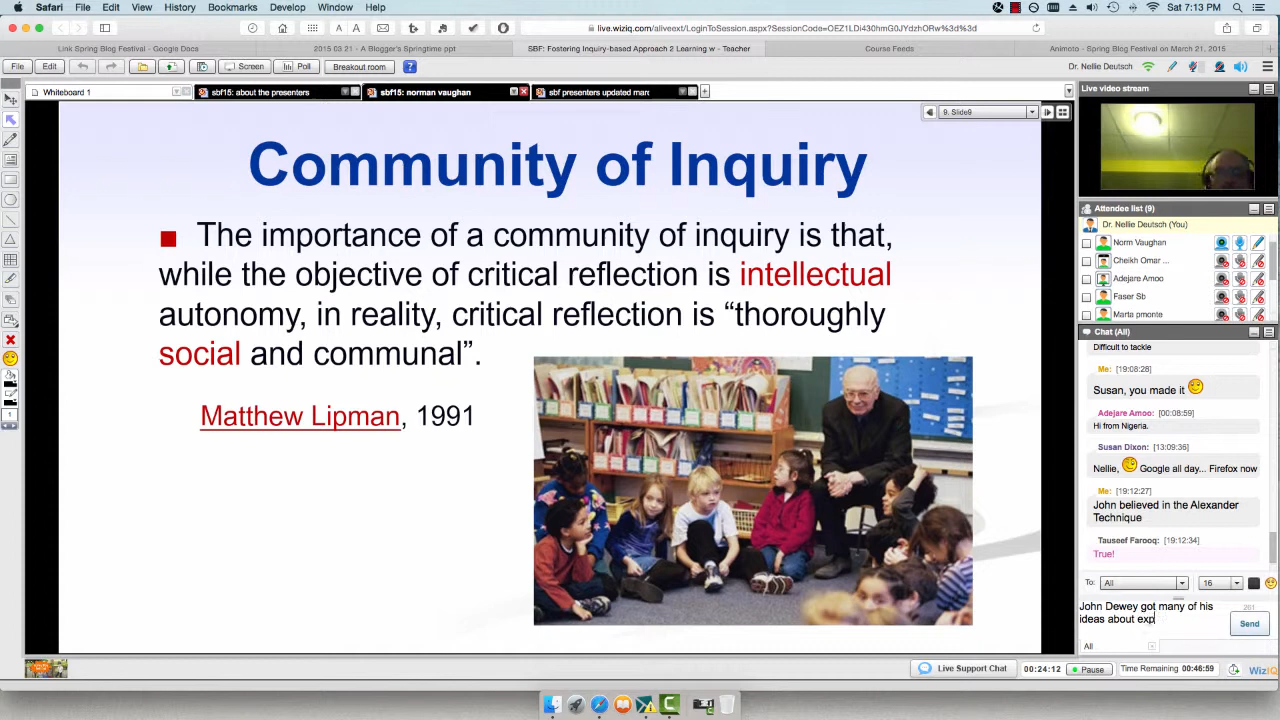 Safari File Edit View History Bookmarks Develop Window Help
Sat 7:13 PM
live.wiziq.com/aliveext/LoginToSession.aspx?SessionCode=OEZ1LDi430hmG0JYdzhORw%3d%3d
Link Spring Blog Festival - Google Docs
2015 03 21 - A Blogger's Springtime ppt
SBF: Fostering Inquiry-based Approach 2 Learning w - Teacher
Course Feeds
Animoto - Spring Blog Festival on March 21, 2015
File Edit Screen Poll Breakout room ?
Dr. Nellie Deutsch
Whiteboard 1
sbf15: about the presenters
sbf15: norman vaughan
sbf presenters updated marc
9. Slide9
Community of Inquiry
The importance of a community of inquiry is that,
while the objective of critical reflection is intellectual
autonomy, in reality, critical reflection is “thoroughly
social and communal”.
Matthew Lipman, 1991
Live video stream
Attendee list (9)
Dr. Nellie Deutsch (You)
Norm Vaughan
Cheikh Omar ...
Adejare Amoo
Faser Sb
Marta pmonte
Chat (All)
Difficult to tackle
Me: [19:08:28]
Susan, you made it
Adejare Amoo: [00:08:59]
Hi from Nigeria.
Susan Dixon: [13:09:36]
Nellie, Google all day... Firefox now
Me: [19:12:27]
John believed in the Alexander
Technique
Tauseef Farooq: [19:12:34]
True!
To: All 16
John Dewey got many of his
ideas about exp
261
Send
All
1
Live Support Chat
00:24:12
Pause
Time Remaining 00:46:59
WizIQ